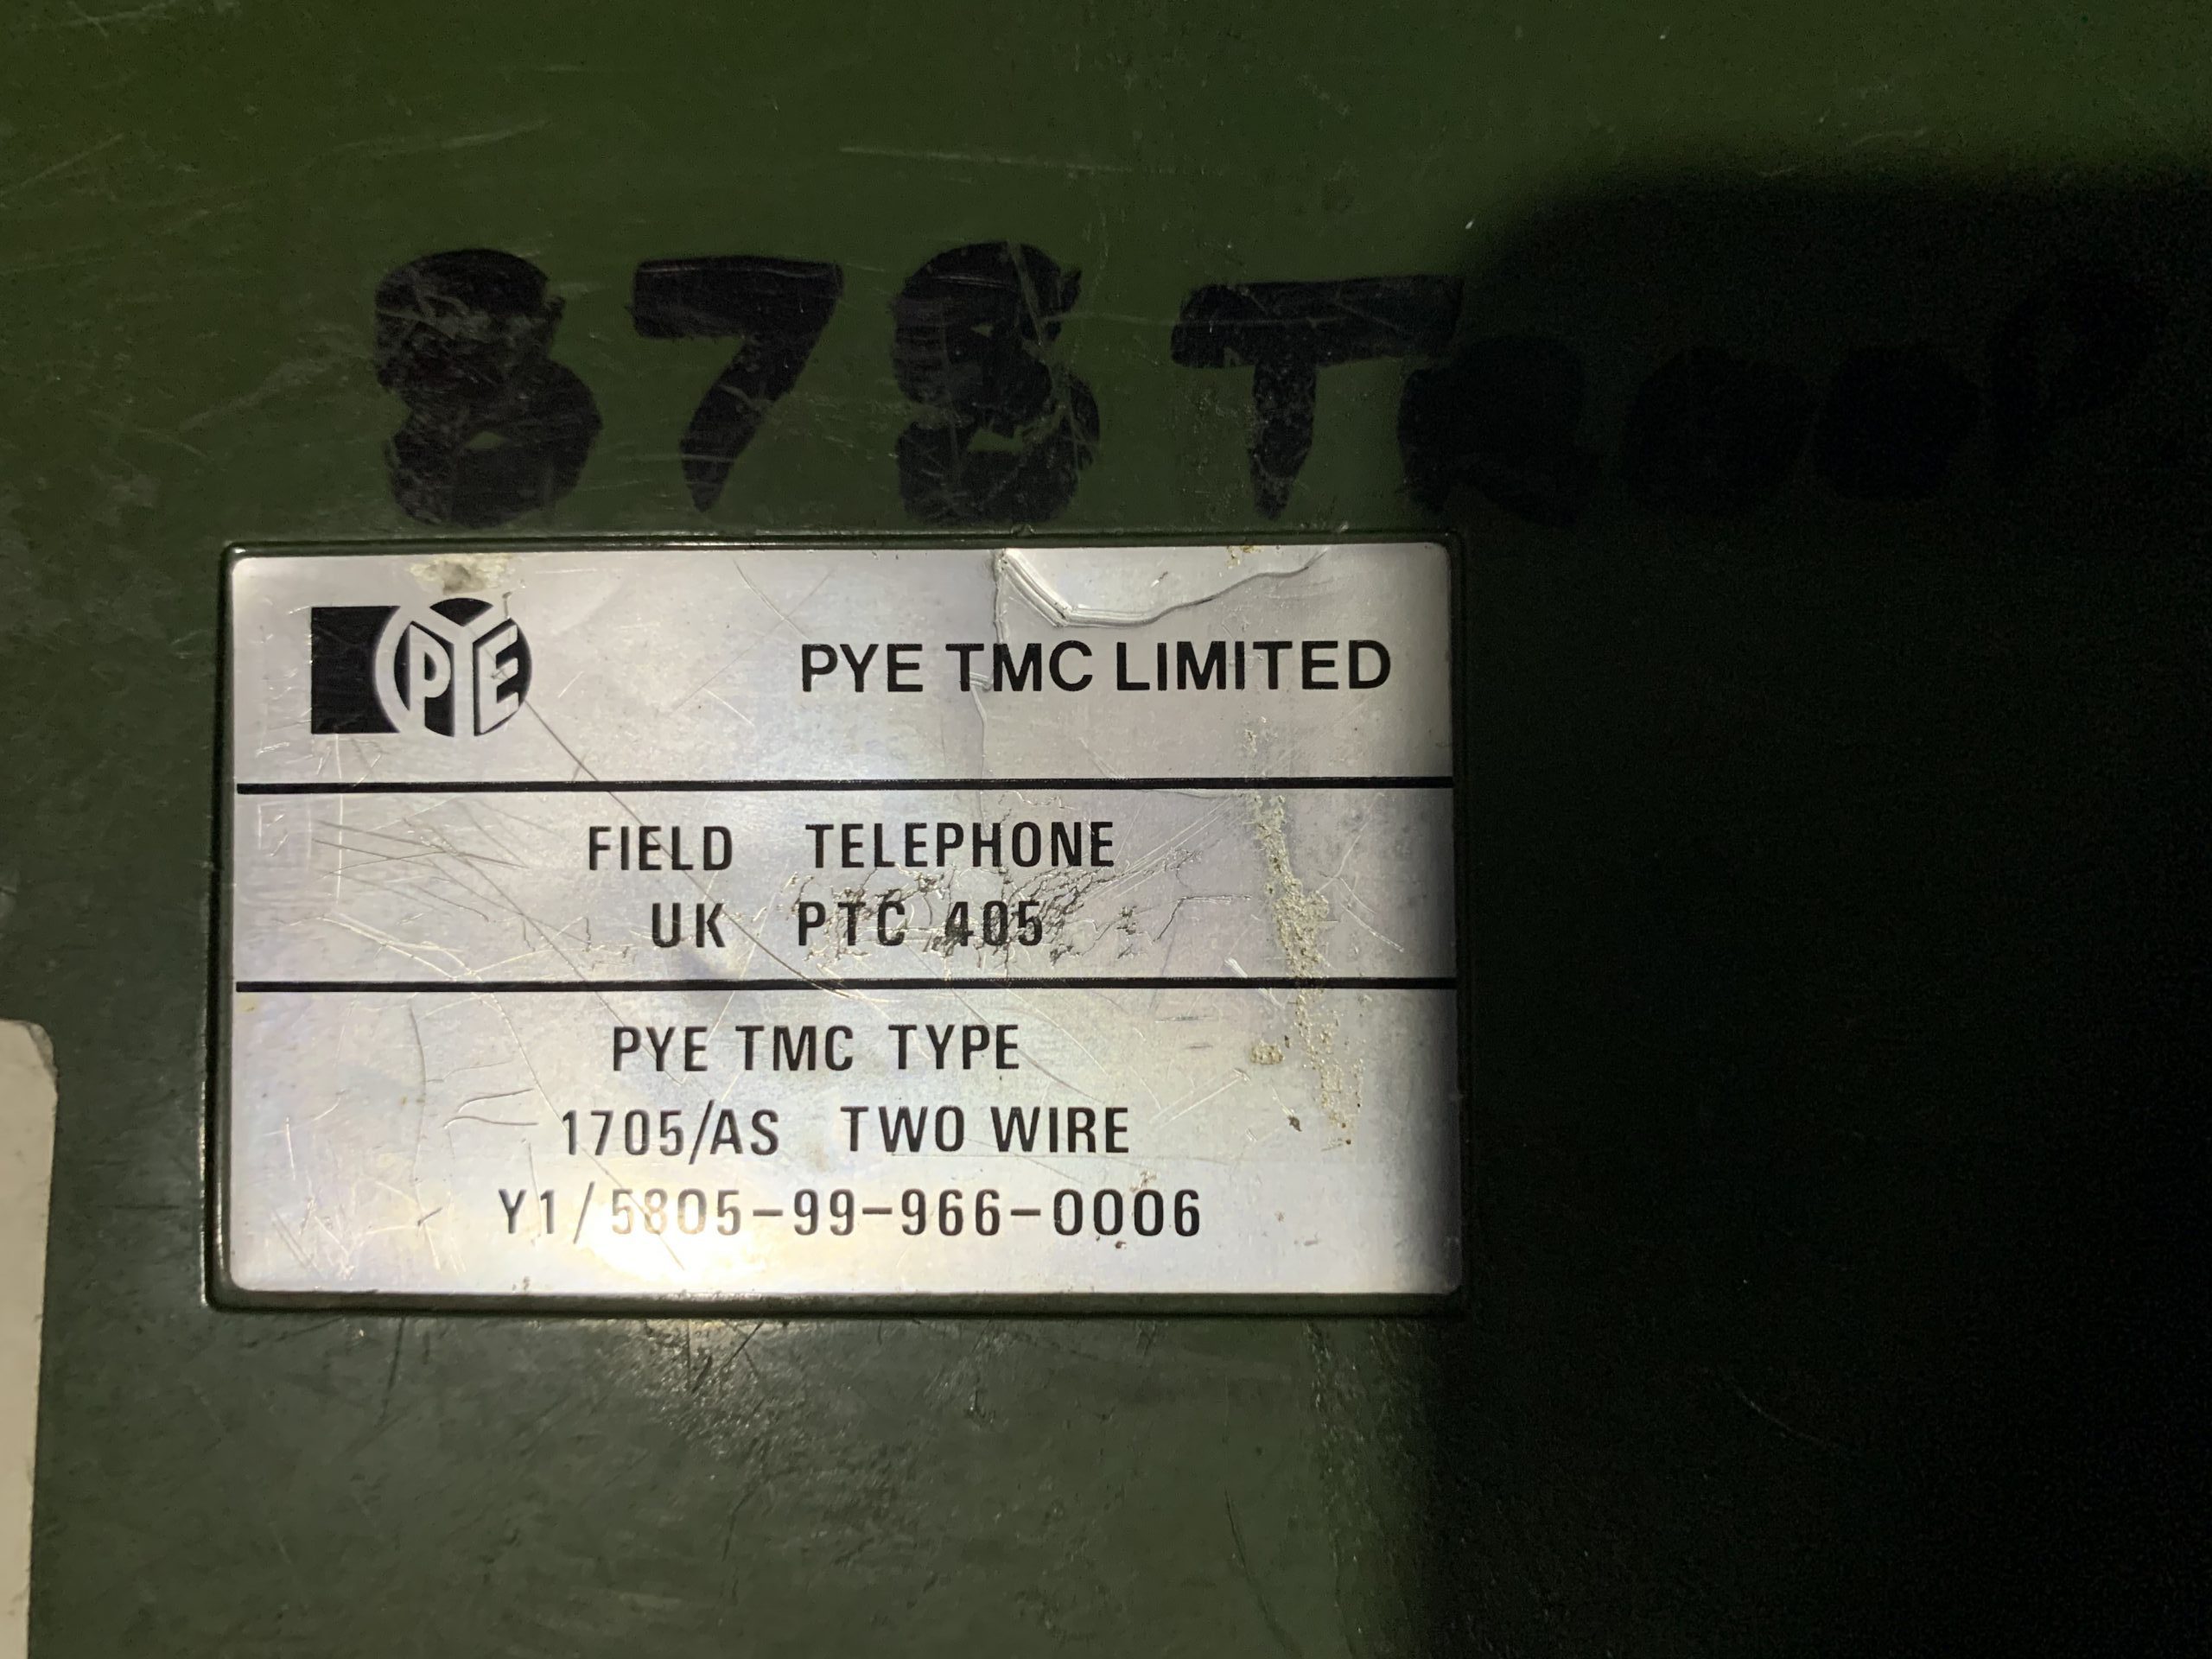 878 T
PYE
PYE TMC LIMITED
FIELD TELEPHONE
UK PTC 405
PYE TMC TYPE
1705/AS TWO WIRE
Y1/5805-99-966-0006